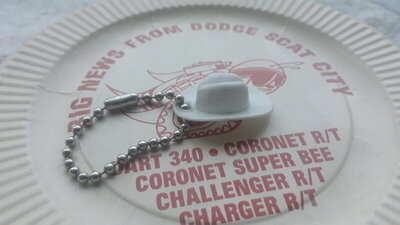 BIG NEWS FROM DODGE SCAT CITY
DART 340 • CORONET R/T
CORONET SUPER BEE
CHALLENGER R/T
CHARGER R/T